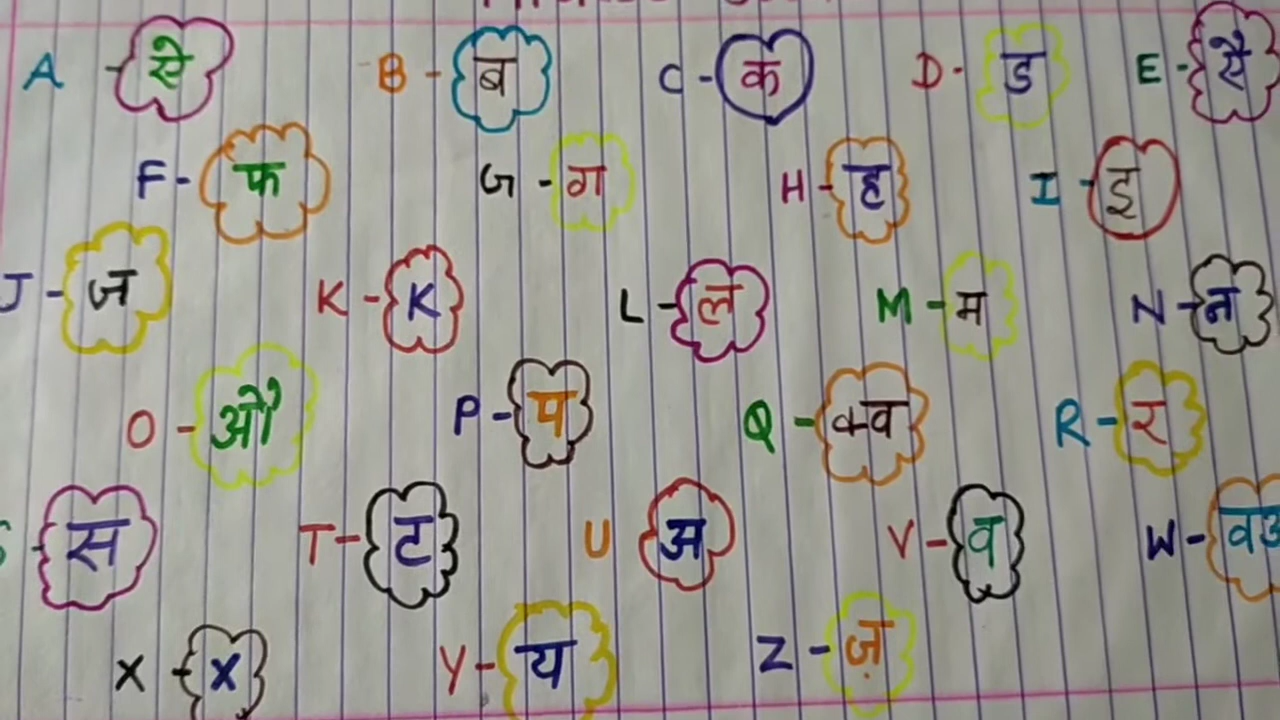 A - ऐ B - ब C - क D - ड E - ऐ
F - फ G - ग H - ह I - इ
J - ज K - K L - ल M - म N - न
O - ओ P - प Q - क्व R - र
S - स T - ट U अ V - व W - वउ
X - X Y - य Z - ज़